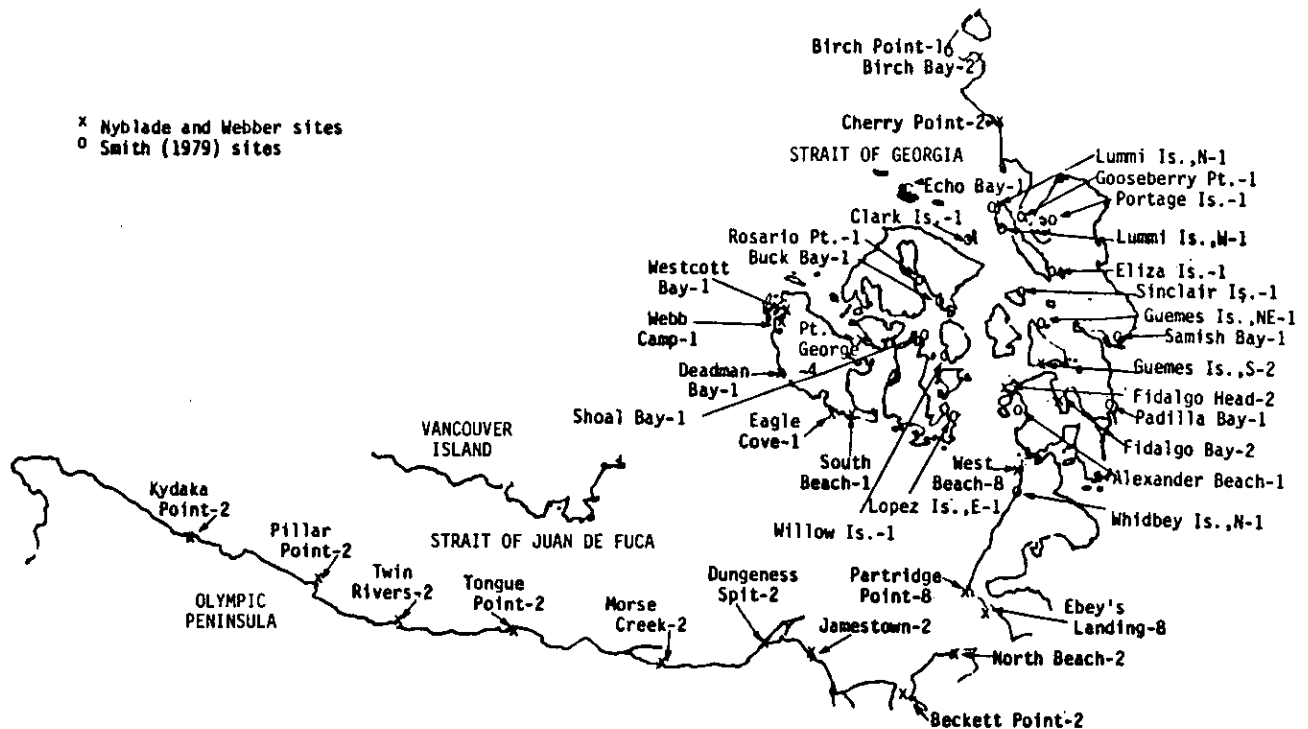 Birch Point-1
Birch Bay-2
x Nyblade and Webber sites
o Smith (1979) sites
Cherry Point-2
STRAIT OF GEORGIA
Lummi Is.,N-1
Gooseberry Pt.-1
Echo Bay-1
Portage Is.-1
Clark Is.-1
Rosario Pt.-1
Lummi Is.,W-1
Buck Bay-1
Westcott
Bay-1
Eliza Is.-1
Sinclair Is.-1
Webb
Camp-1
Guemes Is.,NE-1
Pt.
George
-4
Samish Bay-1
Deadman
Bay-1
Guemes Is.,S-2
Fidalgo Head-2
Shoal Bay-1
Padilla Bay-1
Eagle
Cove-1
VANCOUVER
ISLAND
Fidalgo Bay-2
South
Beach-1
West
Beach-8
Alexander Beach-1
Kydaka
Point-2
Lopez Is.,E-1
Whidbey Is.,N-1
Willow Is.-1
Pillar
Point-2
STRAIT OF JUAN DE FUCA
Twin
Rivers-2
Tongue
Point-2
Dungeness
Spit-2
Partridge
Point-8
OLYMPIC
PENINSULA
Morse
Creek-2
Ebey's
Landing-8
Jamestown-2
North Beach-2
Beckett Point-2